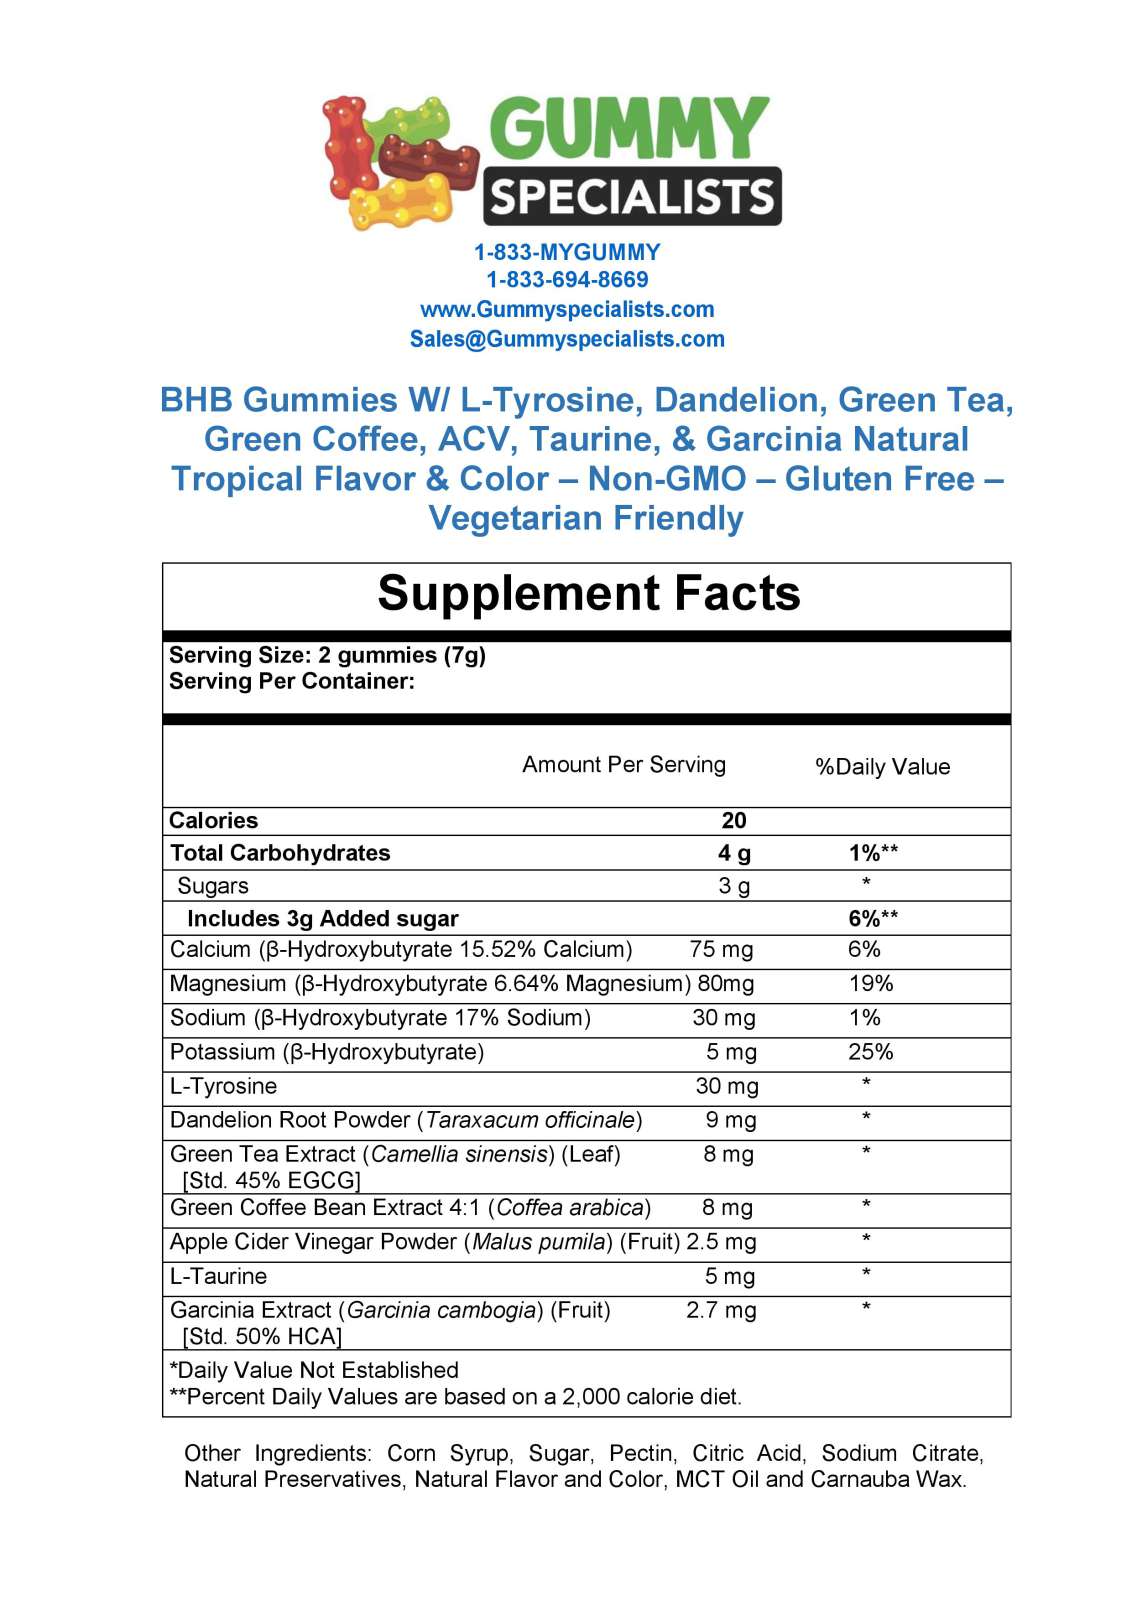 GUMMY
SPECIALISTS
1-833-MYGUMMY
1-833-694-8669
www.Gummyspecialists.com
Sales@Gummyspecialists.com
BHB Gummies W/ L-Tyrosine, Dandelion, Green Tea,
Green Coffee, ACV, Taurine, & Garcinia Natural
Tropical Flavor & Color – Non-GMO – Gluten Free –
Vegetarian Friendly
Supplement Facts
Serving Size: 2 gummies (7g)
Serving Per Container:
Amount Per Serving %Daily Value
Calories 20
Total Carbohydrates 4 g 1%**
Sugars 3 g *
Includes 3g Added sugar 6%**
Calcium (β-Hydroxybutyrate 15.52% Calcium) 75 mg 6%
Magnesium (β-Hydroxybutyrate 6.64% Magnesium) 80mg 19%
Sodium (β-Hydroxybutyrate 17% Sodium) 30 mg 1%
Potassium (β-Hydroxybutyrate) 5 mg 25%
L-Tyrosine 30 mg *
Dandelion Root Powder (Taraxacum officinale) 9 mg *
Green Tea Extract (Camellia sinensis) (Leaf) 8 mg *
[Std. 45% EGCG]
Green Coffee Bean Extract 4:1 (Coffea arabica) 8 mg *
Apple Cider Vinegar Powder (Malus pumila) (Fruit) 2.5 mg *
L-Taurine 5 mg *
Garcinia Extract (Garcinia cambogia) (Fruit) 2.7 mg *
[Std. 50% HCA]
*Daily Value Not Established
**Percent Daily Values are based on a 2,000 calorie diet.
Other Ingredients: Corn Syrup, Sugar, Pectin, Citric Acid, Sodium Citrate,
Natural Preservatives, Natural Flavor and Color, MCT Oil and Carnauba Wax.